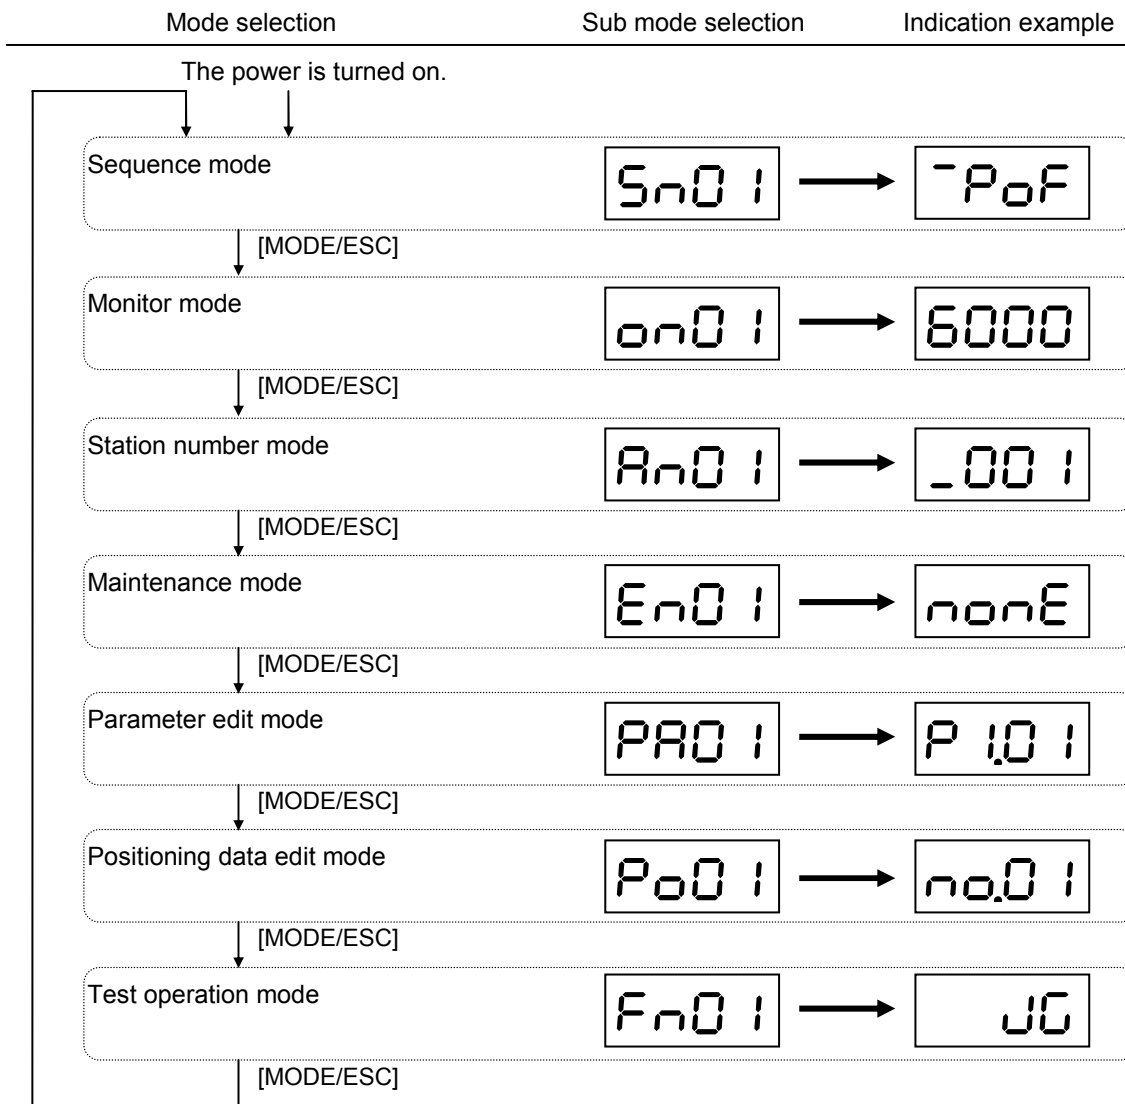 Mode selection Sub mode selection Indication example
The power is turned on.
Sequence mode Sn01 ¯PoF
[MODE/ESC]
Monitor mode on01 6000
[MODE/ESC]
Station number mode An01 _001
[MODE/ESC]
Maintenance mode En01 nonE
[MODE/ESC]
Parameter edit mode PA01 P1.01
[MODE/ESC]
Positioning data edit mode Po01 no.01
[MODE/ESC]
Test operation mode Fn01 JG
[MODE/ESC]